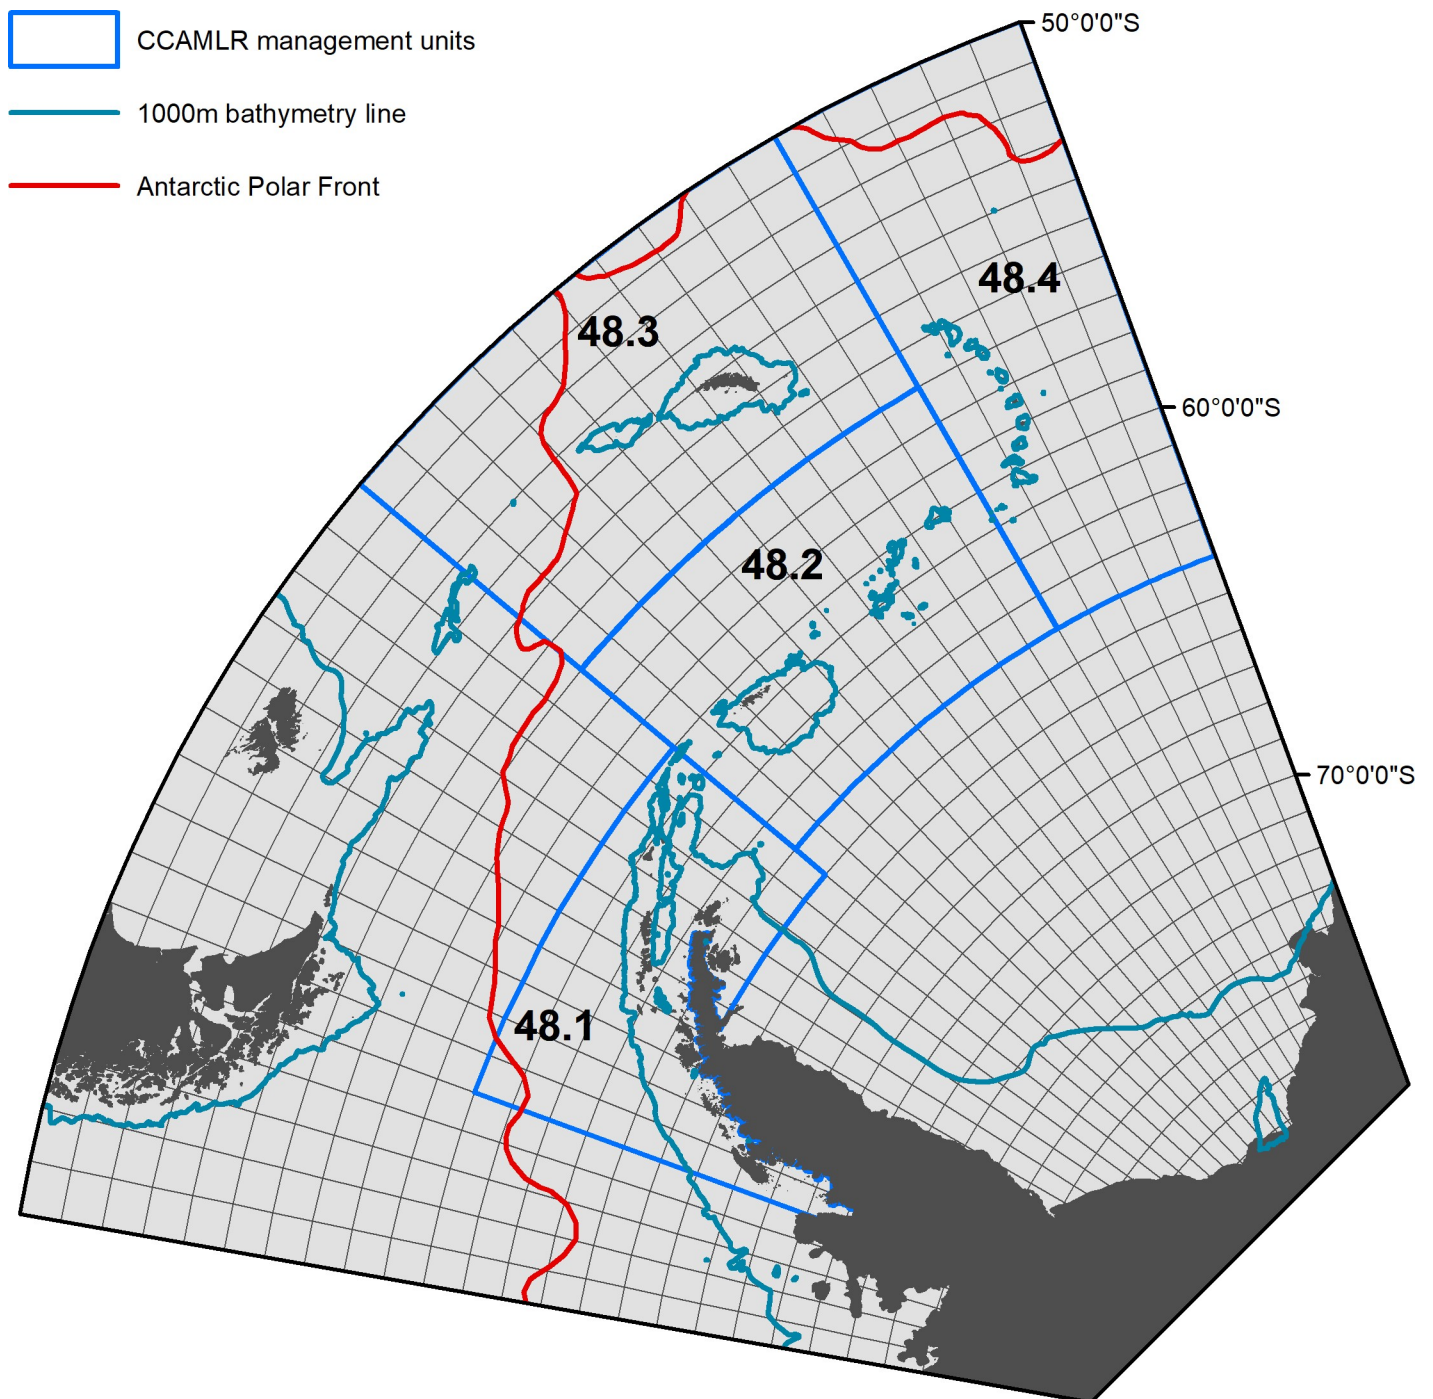 CCAMLR management units
1000m bathymetry line
Antarctic Polar Front
50°0'0"S
48.4
48.3
60°0'0"S
48.2
70°0'0"S
48.1